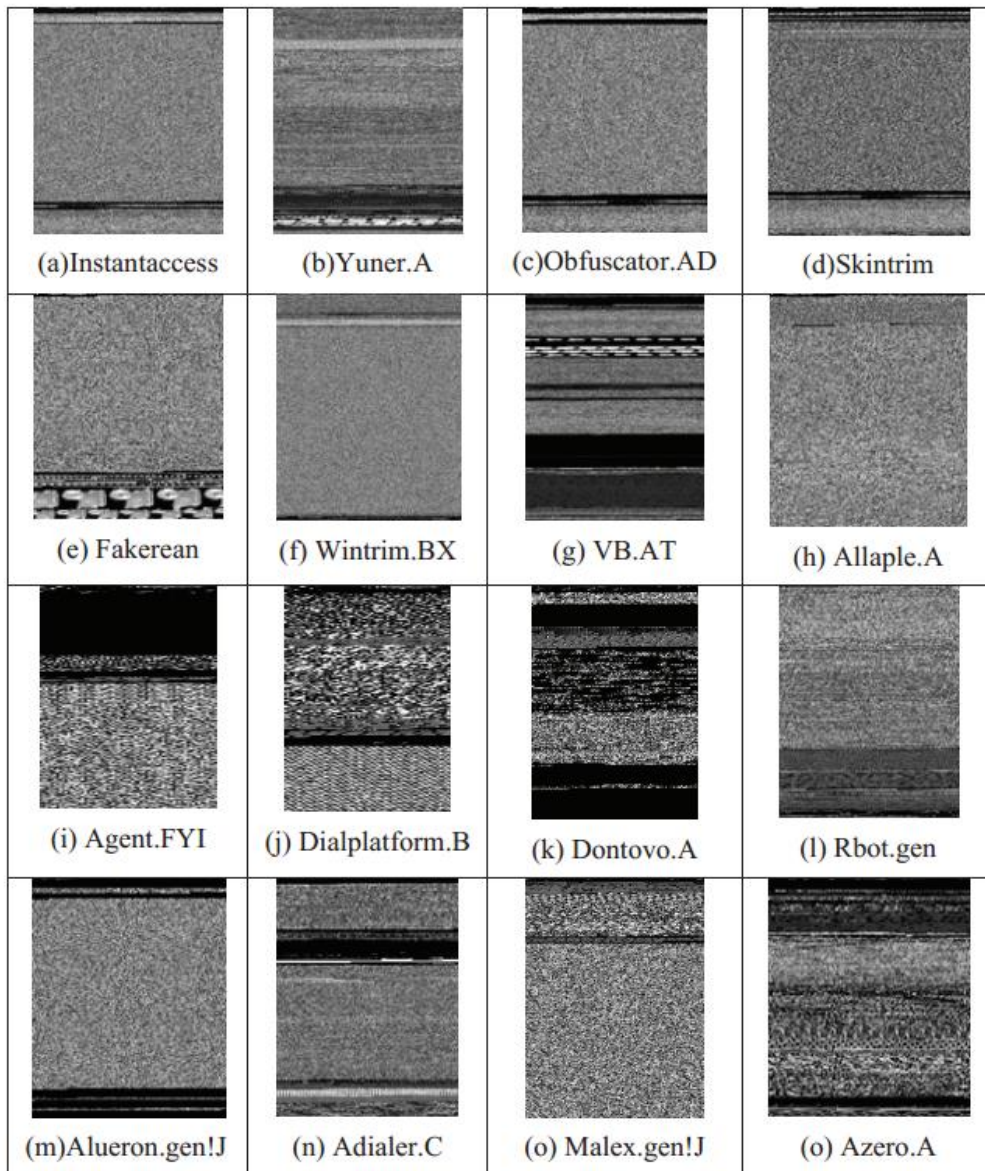 (a)Instantaccess
(b)Yuner.A
(c)Obfuscator.AD
(d)Skintrim
(e) Fakerean
(f) Wintrim.BX
(g) VB.AT
(h) Allaple.A
(i) Agent.FYI
(j) Dialplatform.B
(k) Dontovo.A
(l) Rbot.gen
(m)Alueron.gen!J
(n) Adialer.C
(o) Malex.gen!J
(o) Azero.A